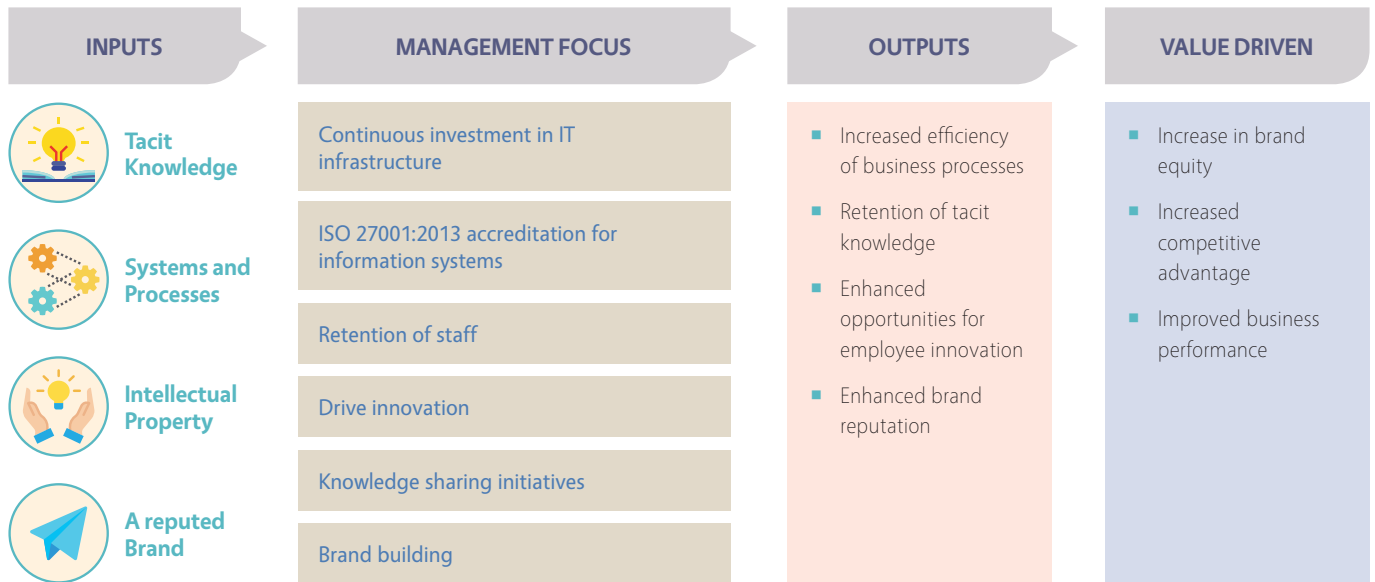 INPUTS
MANAGEMENT FOCUS
OUTPUTS
VALUE DRIVEN
Tacit
Knowledge
Systems and
Processes
Intellectual
Property
A reputed
Brand
Continuous investment in IT
infrastructure
ISO 27001:2013 accreditation for
information systems
Retention of staff
Drive innovation
Knowledge sharing initiatives
Brand building
Increased efficiency
of business processes
Retention of tacit
knowledge
Enhanced
opportunities for
employee innovation
Enhanced brand
reputation
Increase in brand
equity
Increased
competitive
advantage
Improved business
performance